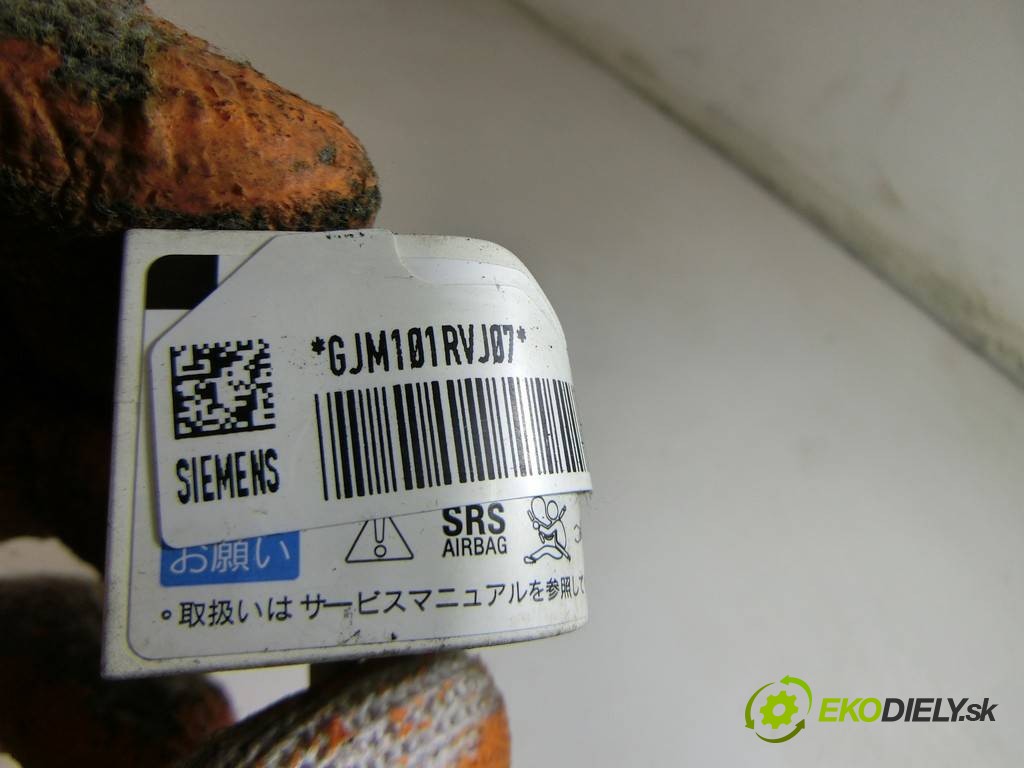 *GJM101RVJ07*
SIEMENS
お願い
SRS
AIRBAG
。取扱いはサービスマニュアルを参照して
EKODIELY.sk